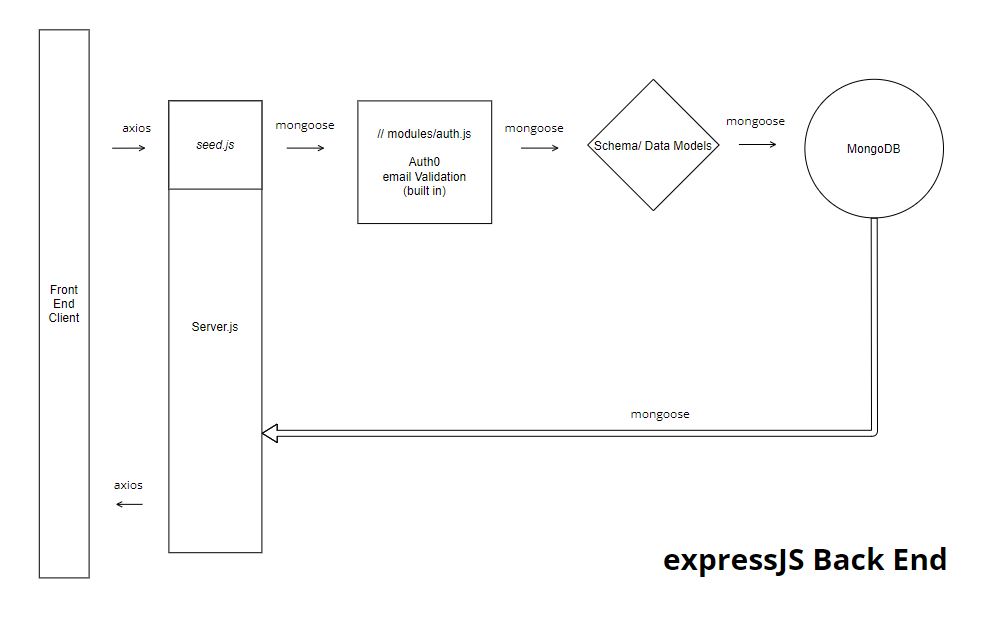 axios
seed.js
mongoose
// modules/auth.js
Auth0
email Validation
(built in)
mongoose
Schema/ Data Models
mongoose
MongoDB
Front
End
Client
Server.js
mongoose
axios
expressJS Back End